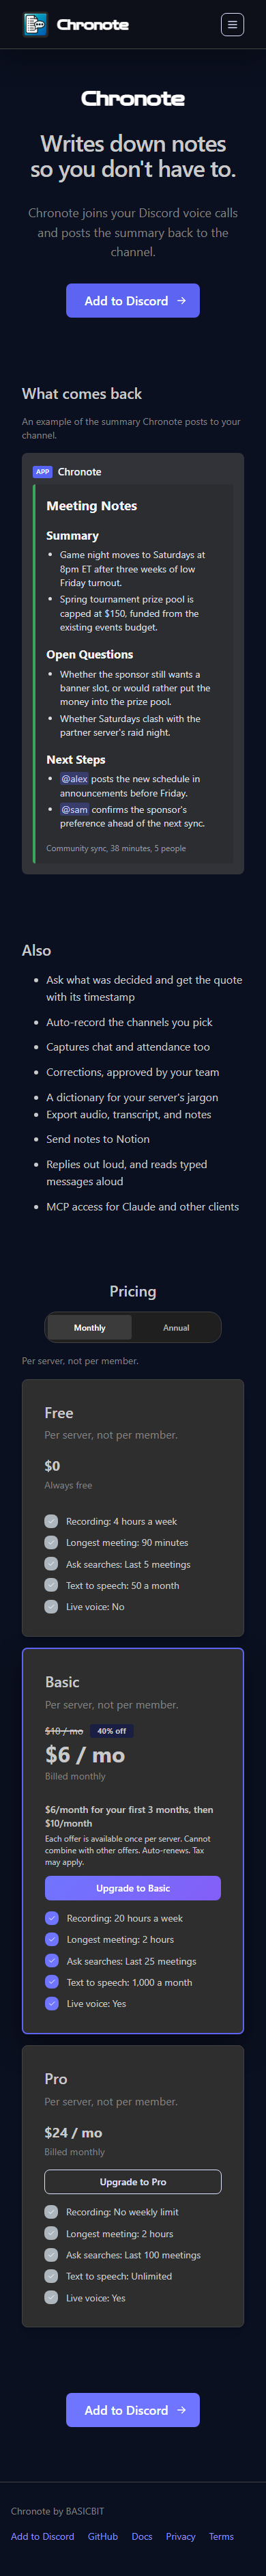 Chronote
Chronote
Writes down notes
so you don't have to.
Chronote joins your Discord voice calls
and posts the summary back to the
channel.
Add to Discord →
What comes back
An example of the summary Chronote posts to your
channel.
APP Chronote
Meeting Notes
Summary
• Game night moves to Saturdays at
8pm ET after three weeks of low
Friday turnout.
• Spring tournament prize pool is
capped at $150, funded from the
existing events budget.
Open Questions
• Whether the sponsor still wants a
banner slot, or would rather put the
money into the prize pool.
• Whether Saturdays clash with the
partner server's raid night.
Next Steps
• @alex posts the new schedule in
announcements before Friday.
• @sam confirms the sponsor's
preference ahead of the next sync.
Community sync, 38 minutes, 5 people
Also
• Ask what was decided and get the quote
with its timestamp
• Auto-record the channels you pick
• Captures chat and attendance too
• Corrections, approved by your team
• A dictionary for your server's jargon
• Export audio, transcript, and notes
• Send notes to Notion
• Replies out loud, and reads typed
messages aloud
• MCP access for Claude and other clients
Pricing
Monthly Annual
Per server, not per member.
Free
Per server, not per member.
$0
Always free
Recording: 4 hours a week
Longest meeting: 90 minutes
Ask searches: Last 5 meetings
Text to speech: 50 a month
Live voice: No
Basic
Per server, not per member.
$10 / mo 40% off
$6 / mo
Billed monthly
$6/month for your first 3 months, then
$10/month
Each offer is available once per server. Cannot
combine with other offers. Auto-renews. Tax
may apply.
Upgrade to Basic
Recording: 20 hours a week
Longest meeting: 2 hours
Ask searches: Last 25 meetings
Text to speech: 1,000 a month
Live voice: Yes
Pro
Per server, not per member.
$24 / mo
Billed monthly
Upgrade to Pro
Recording: No weekly limit
Longest meeting: 2 hours
Ask searches: Last 100 meetings
Text to speech: Unlimited
Live voice: Yes
Add to Discord →
Chronote by BASICBIT
Add to Discord GitHub Docs Privacy Terms